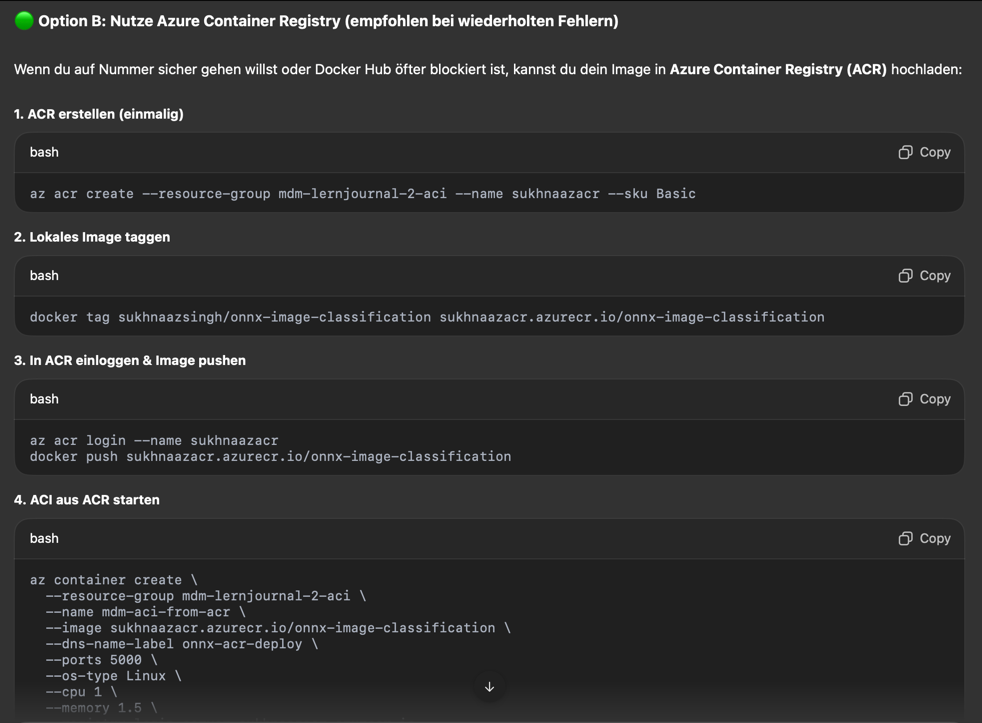 🟢 Option B: Nutze Azure Container Registry (empfohlen bei wiederholten Fehlern)
Wenn du auf Nummer sicher gehen willst oder Docker Hub öfter blockiert ist, kannst du dein Image in Azure Container Registry (ACR) hochladen:
1. ACR erstellen (einmalig)
bash Copy
az acr create --resource-group mdm-lernjournal-2-aci --name sukhnaazacr --sku Basic
2. Lokales Image taggen
bash Copy
docker tag sukhnaazsingh/onnx-image-classification sukhnaazacr.azurecr.io/onnx-image-classification
3. In ACR einloggen & Image pushen
bash Copy
az acr login --name sukhnaazacr
docker push sukhnaazacr.azurecr.io/onnx-image-classification
4. ACI aus ACR starten
bash Copy
az container create \
--resource-group mdm-lernjournal-2-aci \
--name mdm-aci-from-acr \
--image sukhnaazacr.azurecr.io/onnx-image-classification \
--dns-name-label onnx-acr-deploy \
--ports 5000 \
--os-type Linux \
--cpu 1 \
--memory 1.5 \